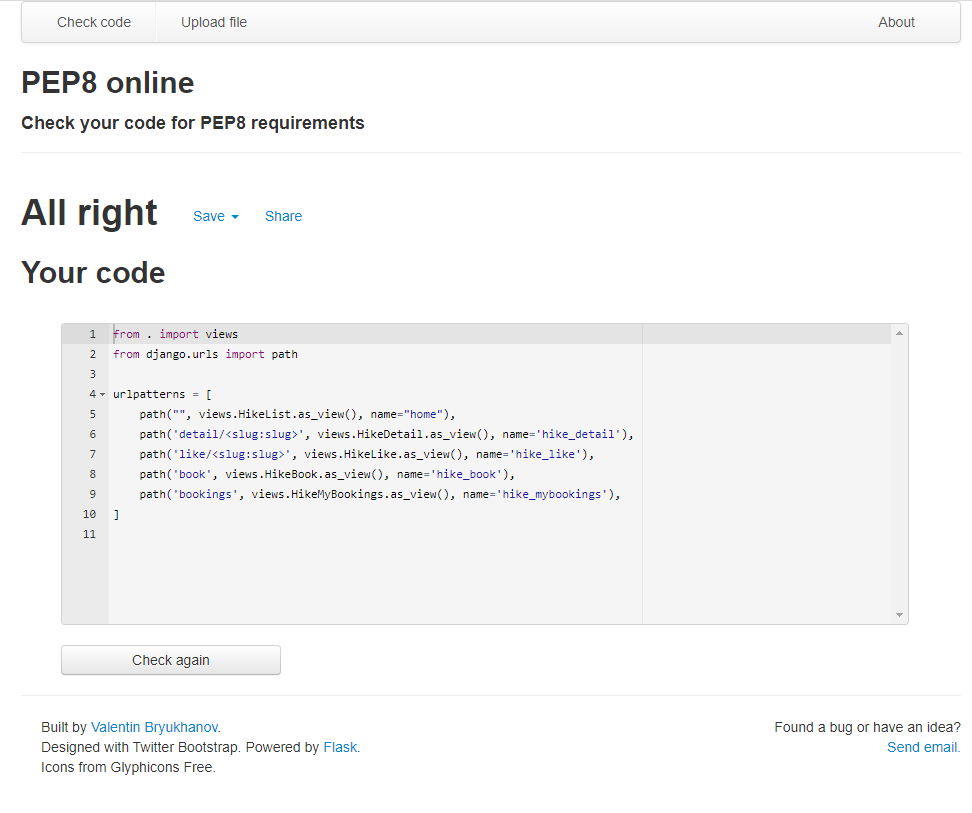 Check code Upload file About
PEP8 online
Check your code for PEP8 requirements
All right Save Share
Your code
1 from . import views
2 from django.urls import path
3
4 urlpatterns = [
5 path("", views.HikeList.as_view(), name="home"),
6 path('detail/<slug:slug>', views.HikeDetail.as_view(), name='hike_detail'),
7 path('like/<slug:slug>', views.HikeLike.as_view(), name='hike_like'),
8 path('book', views.HikeBook.as_view(), name='hike_book'),
9 path('bookings', views.HikeMyBookings.as_view(), name='hike_mybookings'),
10 ]
11
Check again
Built by Valentin Bryukhanov. Found a bug or have an idea?
Designed with Twitter Bootstrap. Powered by Flask. Send email.
Icons from Glyphicons Free.